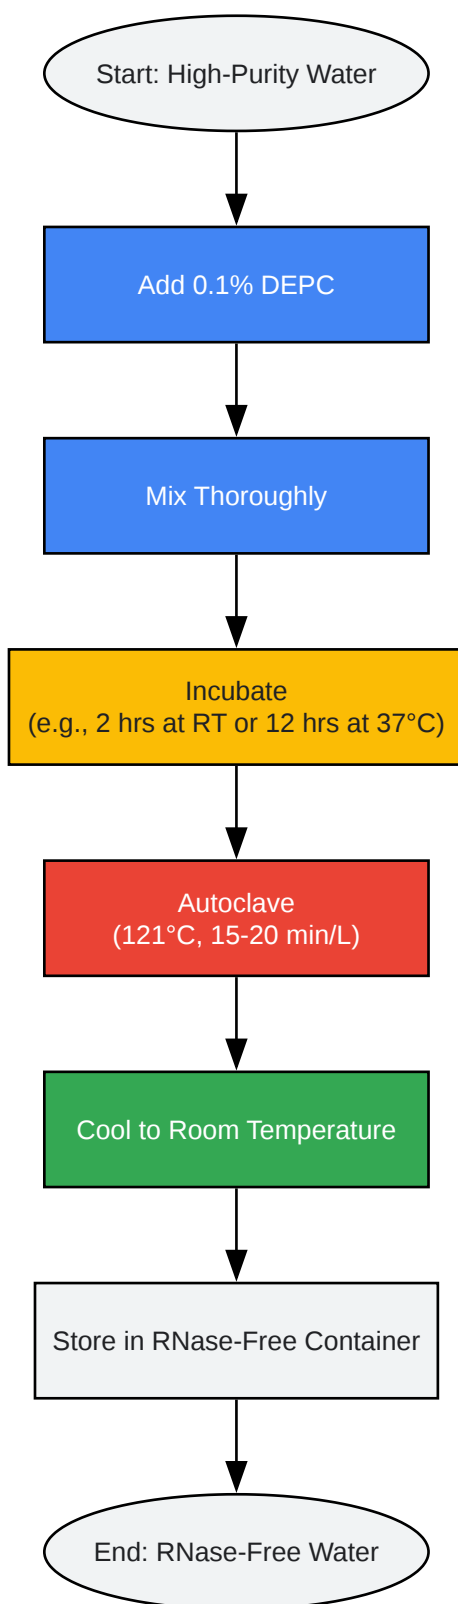 Start: High-Purity Water
Add 0.1% DEPC
Mix Thoroughly
Incubate
(e.g., 2 hrs at RT or 12 hrs at 37°C)
Autoclave
(121°C, 15-20 min/L)
Cool to Room Temperature
Store in RNase-Free Container
End: RNase-Free Water